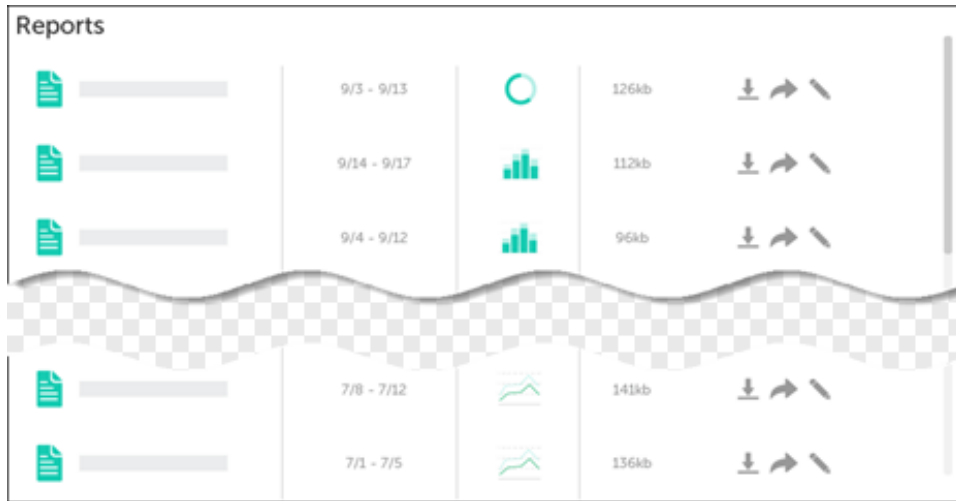 Reports
9/3 - 9/13 126kb
9/14 - 9/17 112kb
9/4 - 9/12 96kb
7/8 - 7/12 141kb
7/1 - 7/5 136kb